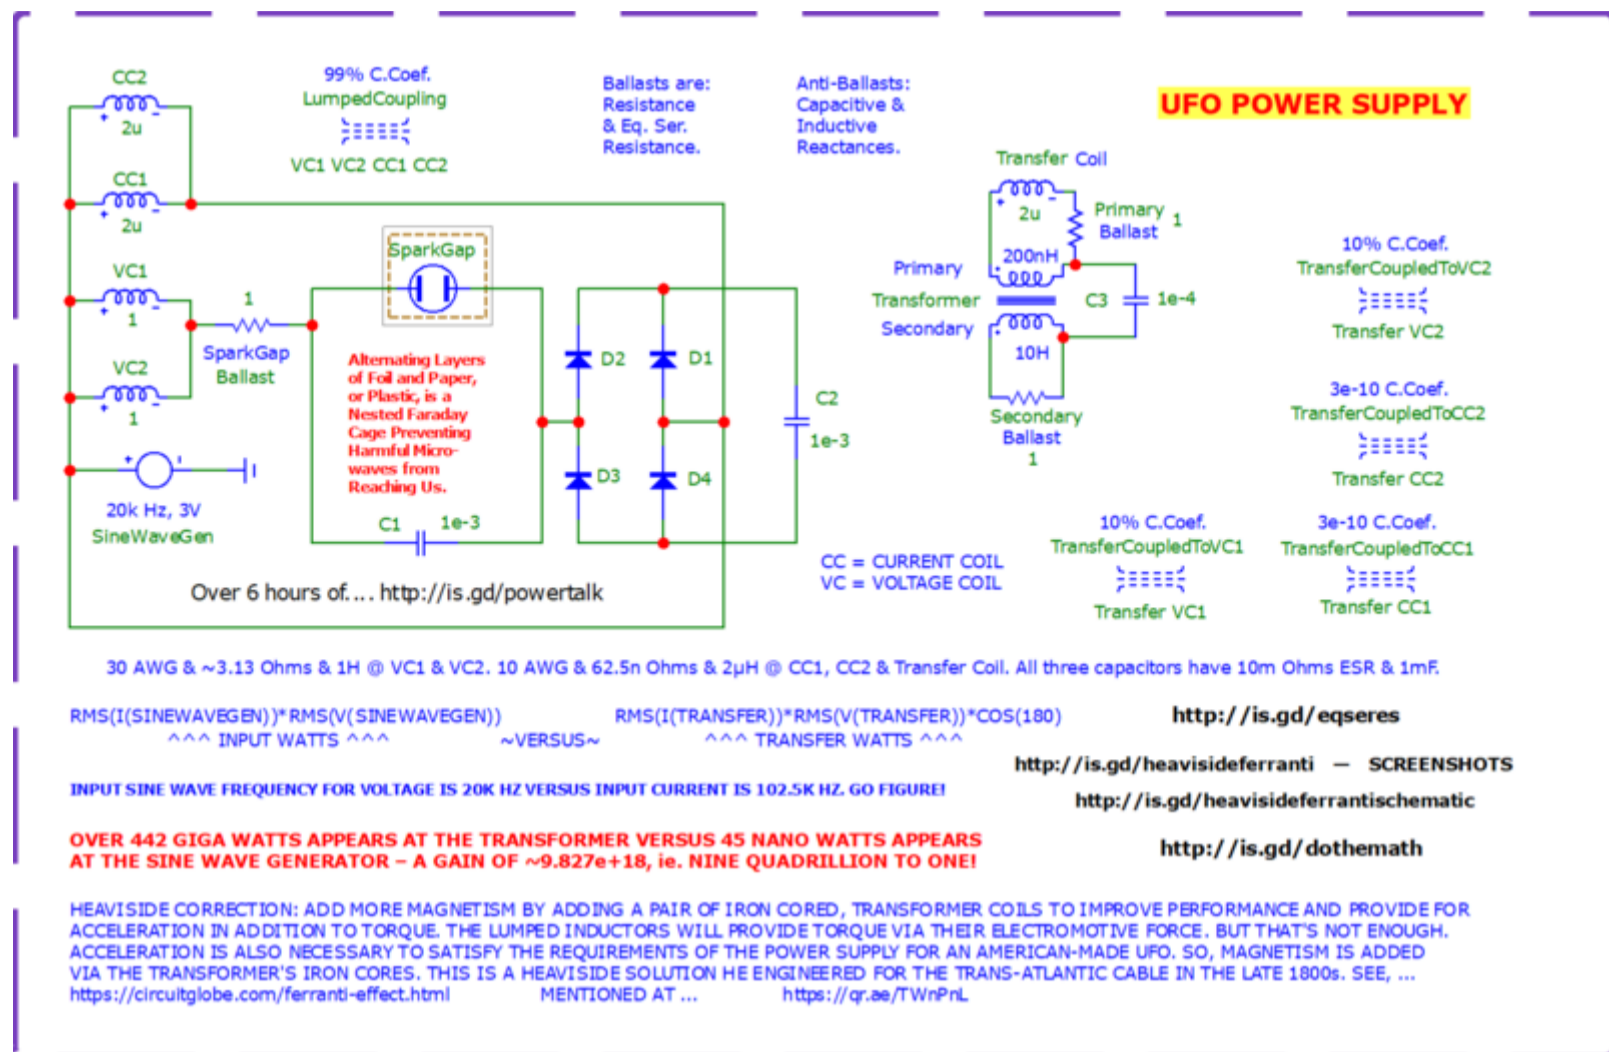 UFO POWER SUPPLY
CC2
2u
CC1
2u
VC1
1
VC2
1
20k Hz, 3V
SineWaveGen
99% C.Coef.
LumpedCoupling
VC1 VC2 CC1 CC2
Ballasts are:
Resistance
& Eq. Ser.
Resistance.
Anti-Ballasts:
Capacitive &
Inductive
Reactances.
1
SparkGap
Ballast
SparkGap
Alternating Layers
of Foil and Paper,
or Plastic, is a
Nested Faraday
Cage Preventing
Harmful Micro-
waves from
Reaching Us.
C1 1e-3
D2 D1
D3 D4
C2
1e-3
Over 6 hours of.... http://is.gd/powertalk
CC = CURRENT COIL
VC = VOLTAGE COIL
Transfer Coil
2u
Primary 1
Ballast
200nH
Primary
Transformer
Secondary
C3 1e-4
10H
Secondary
Ballast
1
10% C.Coef.
TransferCoupledToVC2
Transfer VC2
3e-10 C.Coef.
TransferCoupledToCC2
Transfer CC2
10% C.Coef.
TransferCoupledToVC1
Transfer VC1
3e-10 C.Coef.
TransferCoupledToCC1
Transfer CC1
30 AWG & ~3.13 Ohms & 1H @ VC1 & VC2. 10 AWG & 62.5n Ohms & 2µH @ CC1, CC2 & Transfer Coil. All three capacitors have 10m Ohms ESR & 1mF.
RMS(I(SINEWAVEGEN))*RMS(V(SINEWAVEGEN)) RMS(I(TRANSFER))*RMS(V(TRANSFER))*COS(180)
^^^ INPUT WATTS ^^^ ~VERSUS~ ^^^ TRANSFER WATTS ^^^
http://is.gd/eqseres
http://is.gd/heavisideferranti — SCREENSHOTS
http://is.gd/heavisideferrantischematic
http://is.gd/dothemath
INPUT SINE WAVE FREQUENCY FOR VOLTAGE IS 20K HZ VERSUS INPUT CURRENT IS 102.5K HZ. GO FIGURE!
OVER 442 GIGA WATTS APPEARS AT THE TRANSFORMER VERSUS 45 NANO WATTS APPEARS
AT THE SINE WAVE GENERATOR – A GAIN OF ~9.827e+18, ie. NINE QUADRILLION TO ONE!
HEAVISIDE CORRECTION: ADD MORE MAGNETISM BY ADDING A PAIR OF IRON CORED, TRANSFORMER COILS TO IMPROVE PERFORMANCE AND PROVIDE FOR
ACCELERATION IN ADDITION TO TORQUE. THE LUMPED INDUCTORS WILL PROVIDE TORQUE VIA THEIR ELECTROMOTIVE FORCE. BUT THAT'S NOT ENOUGH.
ACCELERATION IS ALSO NECESSARY TO SATISFY THE REQUIREMENTS OF THE POWER SUPPLY FOR AN AMERICAN-MADE UFO. SO, MAGNETISM IS ADDED
VIA THE TRANSFORMER'S IRON CORES. THIS IS A HEAVISIDE SOLUTION HE ENGINEERED FOR THE TRANS-ATLANTIC CABLE IN THE LATE 1800s. SEE, ...
https://circuitglobe.com/ferranti-effect.html MENTIONED AT ... https://qr.ae/TWnPnL